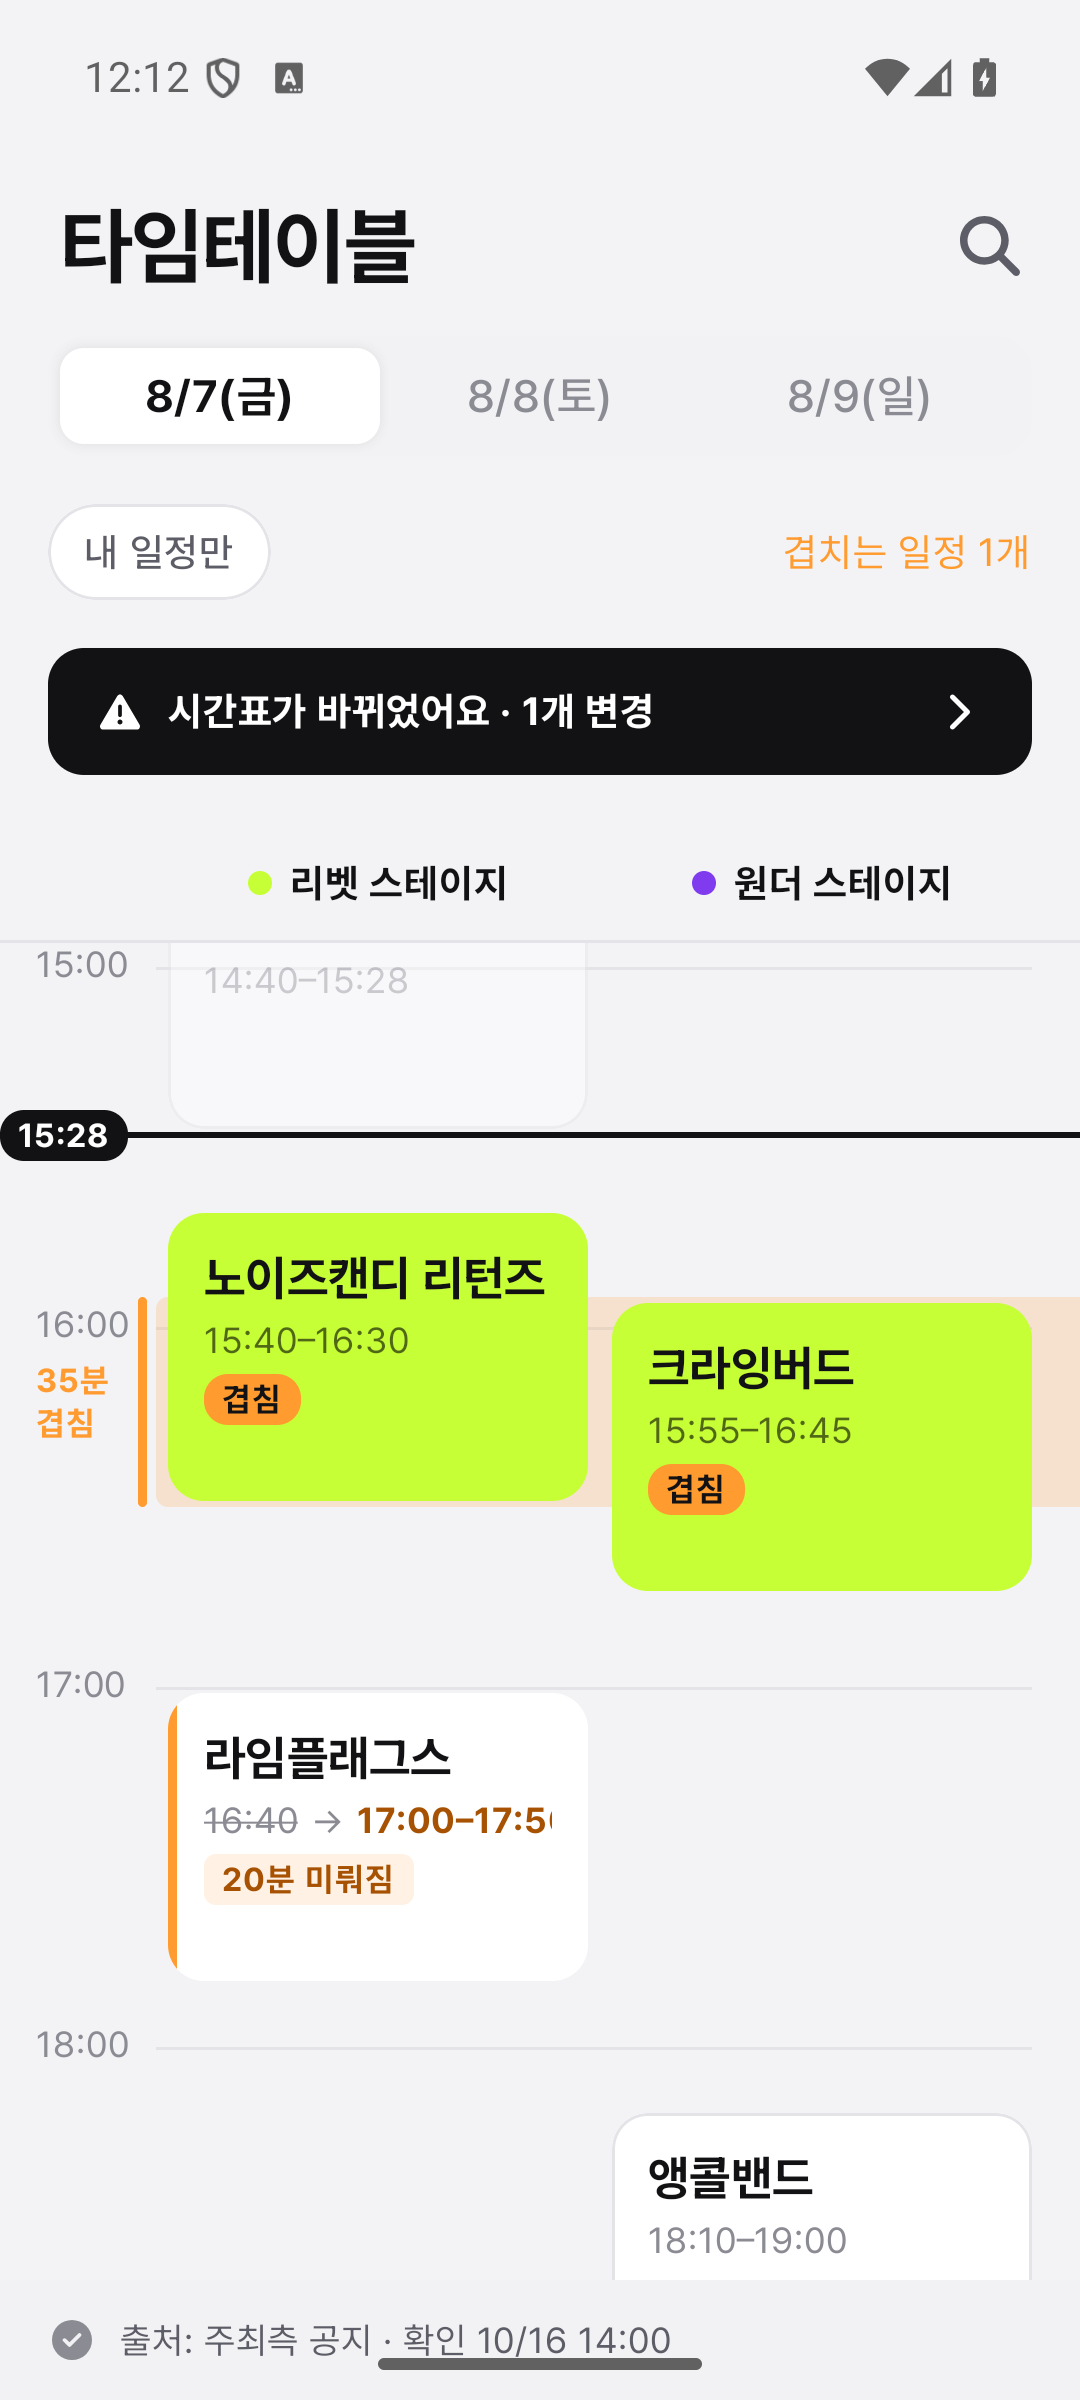 12:12
타임테이블
8/7(금) 8/8(토) 8/9(일)
내 일정만
겹치는 일정 1개
시간표가 바뀌었어요 · 1개 변경
리벳 스테이지
원더 스테이지
15:00
14:40–15:28
15:28
노이즈캔디 리턴즈
15:40–16:30
겹침
16:00
35분
겹침
크라잉버드
15:55–16:45
겹침
17:00
라임플래그스
16:40 → 17:00–17:5
20분 미뤄짐
18:00
앵콜밴드
18:10–19:00
출처: 주최측 공지 · 확인 10/16 14:00